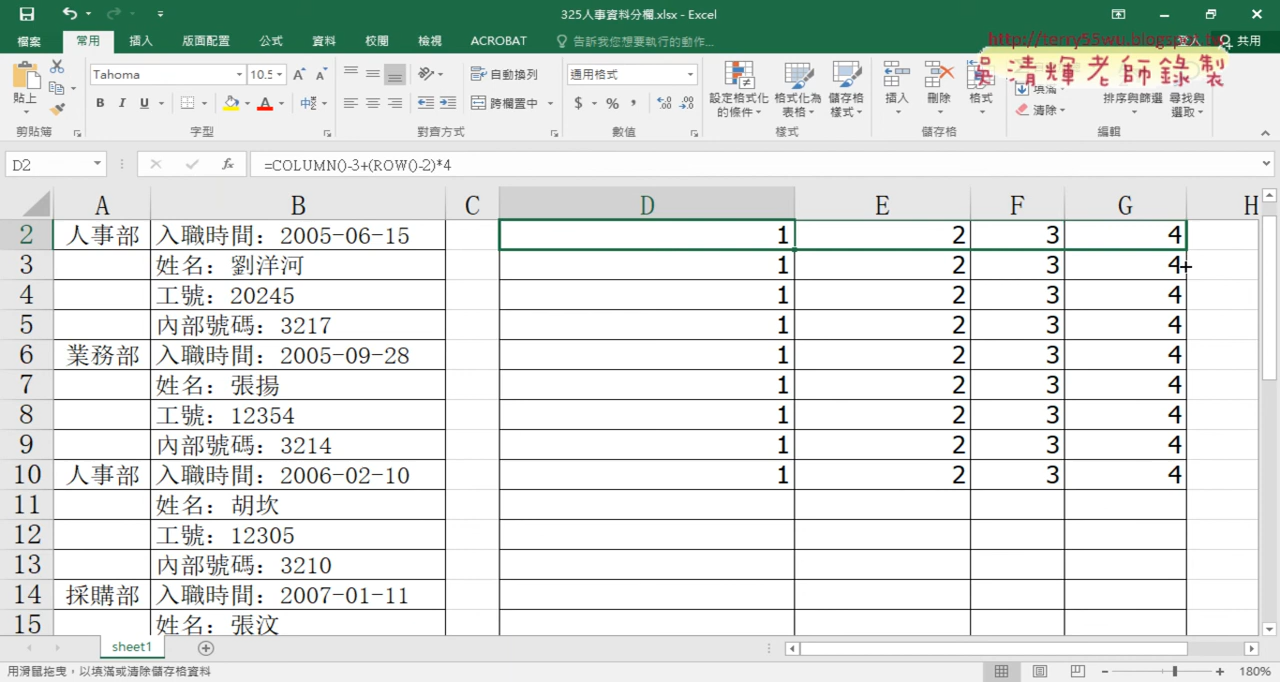 325人事資料分欄.xlsx - Excel
http://terry55wu.blogspot.tw
吳清輝老師錄製
檔案 常用 插入 版面配置 公式 資料 校閱 檢視 ACROBAT 告訴我您想要執行的動作... 登入 共用
貼上 Tahoma 10.5 A A 自動換列 通用格式 設定格式化的條件 格式化為表格 儲存格樣式 插入 刪除 格式 填滿 排序與篩選 尋找與選取
B I U A 中 跨欄置中 $ % , 清除
剪貼簿 字型 對齊方式 數值 樣式 儲存格 編輯
D2 fx =COLUMN()-3+(ROW()-2)*4
A B C D E F G H
2 人事部 入職時間：2005-06-15 1 2 3 4
3 姓名：劉洋河 1 2 3 4
4 工號：20245 1 2 3 4
5 內部號碼：3217 1 2 3 4
6 業務部 入職時間：2005-09-28 1 2 3 4
7 姓名：張揚 1 2 3 4
8 工號：12354 1 2 3 4
9 內部號碼：3214 1 2 3 4
10 人事部 入職時間：2006-02-10 1 2 3 4
11 姓名：胡坎
12 工號：12305
13 內部號碼：3210
14 採購部 入職時間：2007-01-11
15 姓名：張汶
sheet1
用滑鼠拖曳，以填滿或清除儲存格資料 180%